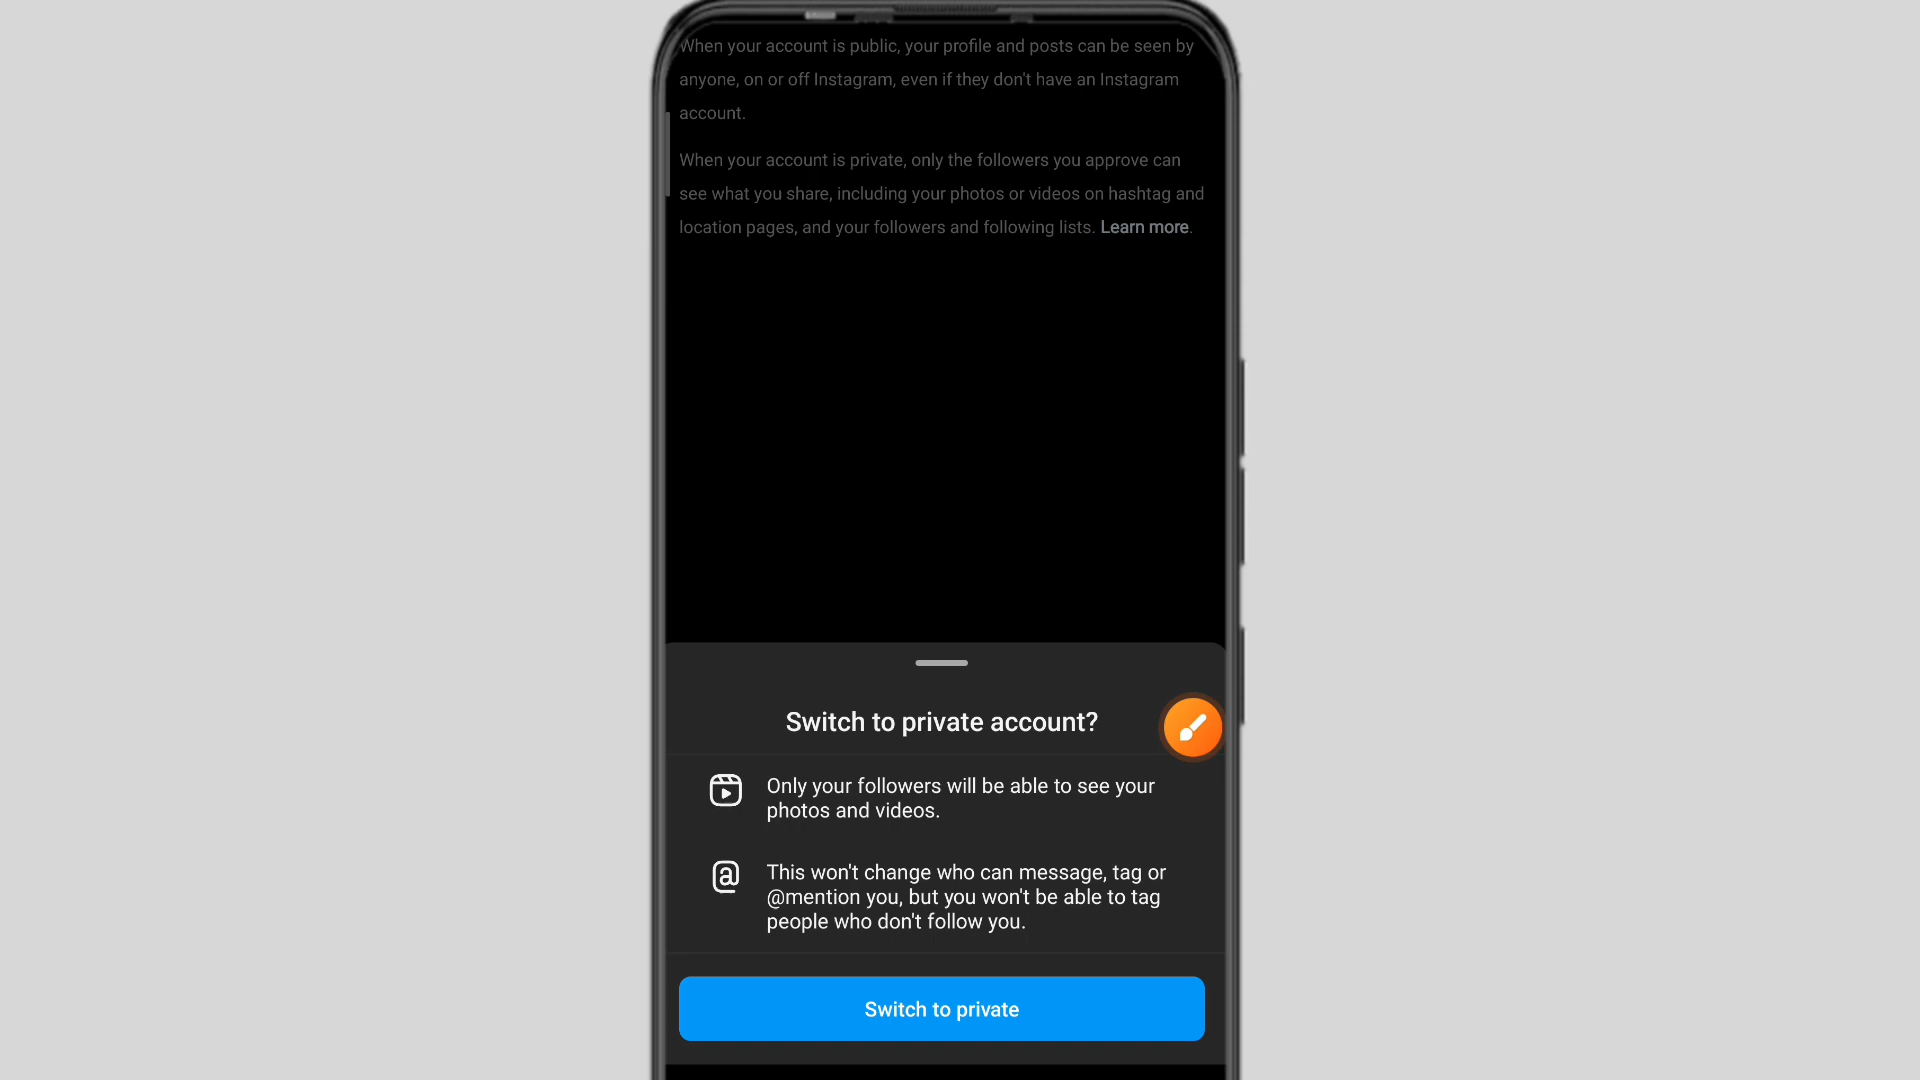 When your account is public, your profile and posts can be seen by
anyone, on or off Instagram, even if they don't have an Instagram
account.
When your account is private, only the followers you approve can
see what you share, including your photos or videos on hashtag and
location pages, and your followers and following lists. Learn more.
Switch to private account?
Only your followers will be able to see your
photos and videos.
This won't change who can message, tag or
@mention you, but you won't be able to tag
people who don't follow you.
Switch to private